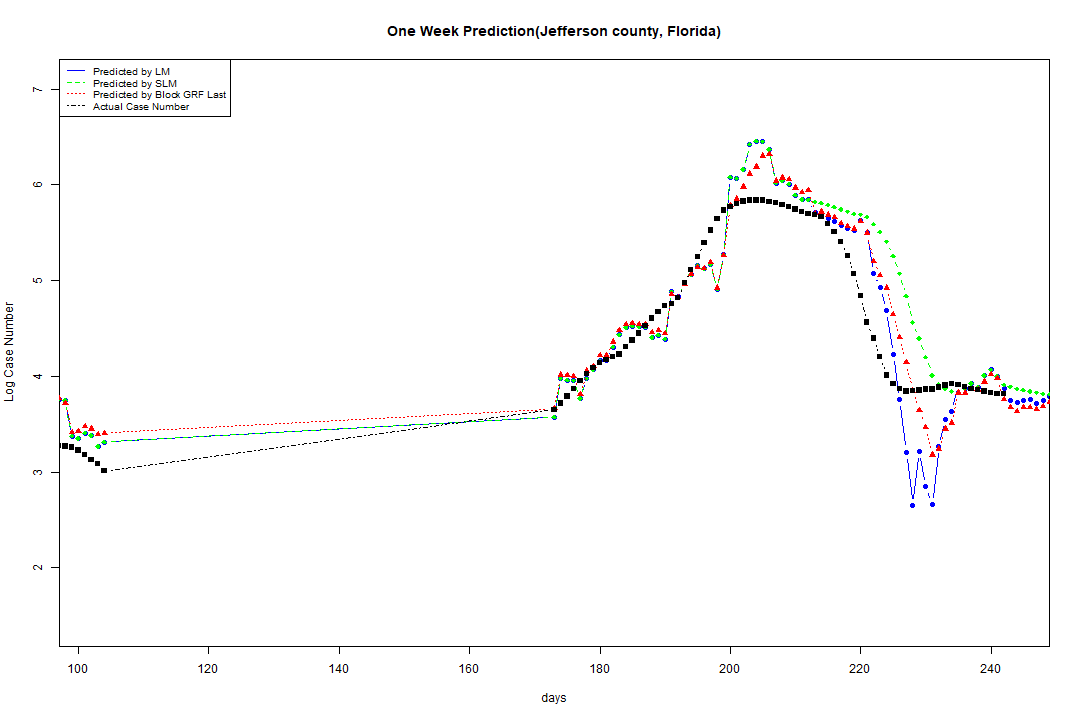 One Week Prediction(Jefferson county, Florida)
Predicted by LM
Predicted by SLM
Predicted by Block GRF Last
Actual Case Number
7
6
5
4
3
2
Log Case Number
100 120 140 160 180 200 220 240
days